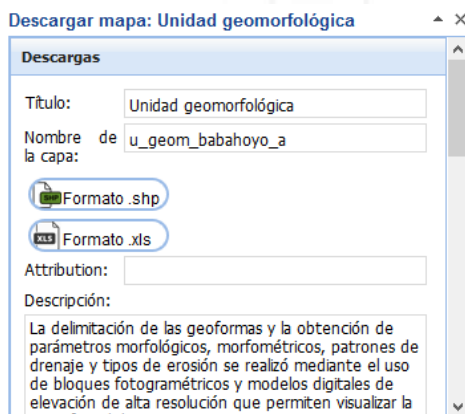 Descargar mapa: Unidad geomorfológica
Descargas
Título:
Unidad geomorfológica
Nombre de
la capa:
u_geom_babahoyo_a
SHP Formato .shp
XLS Formato .xls
Attribution:
Descripción:
La delimitación de las geoformas y la obtención de
parámetros morfológicos, morfométricos, patrones de
drenaje y tipos de erosión se realizó mediante el uso
de bloques fotogramétricos y modelos digitales de
elevación de alta resolución que permiten visualizar la